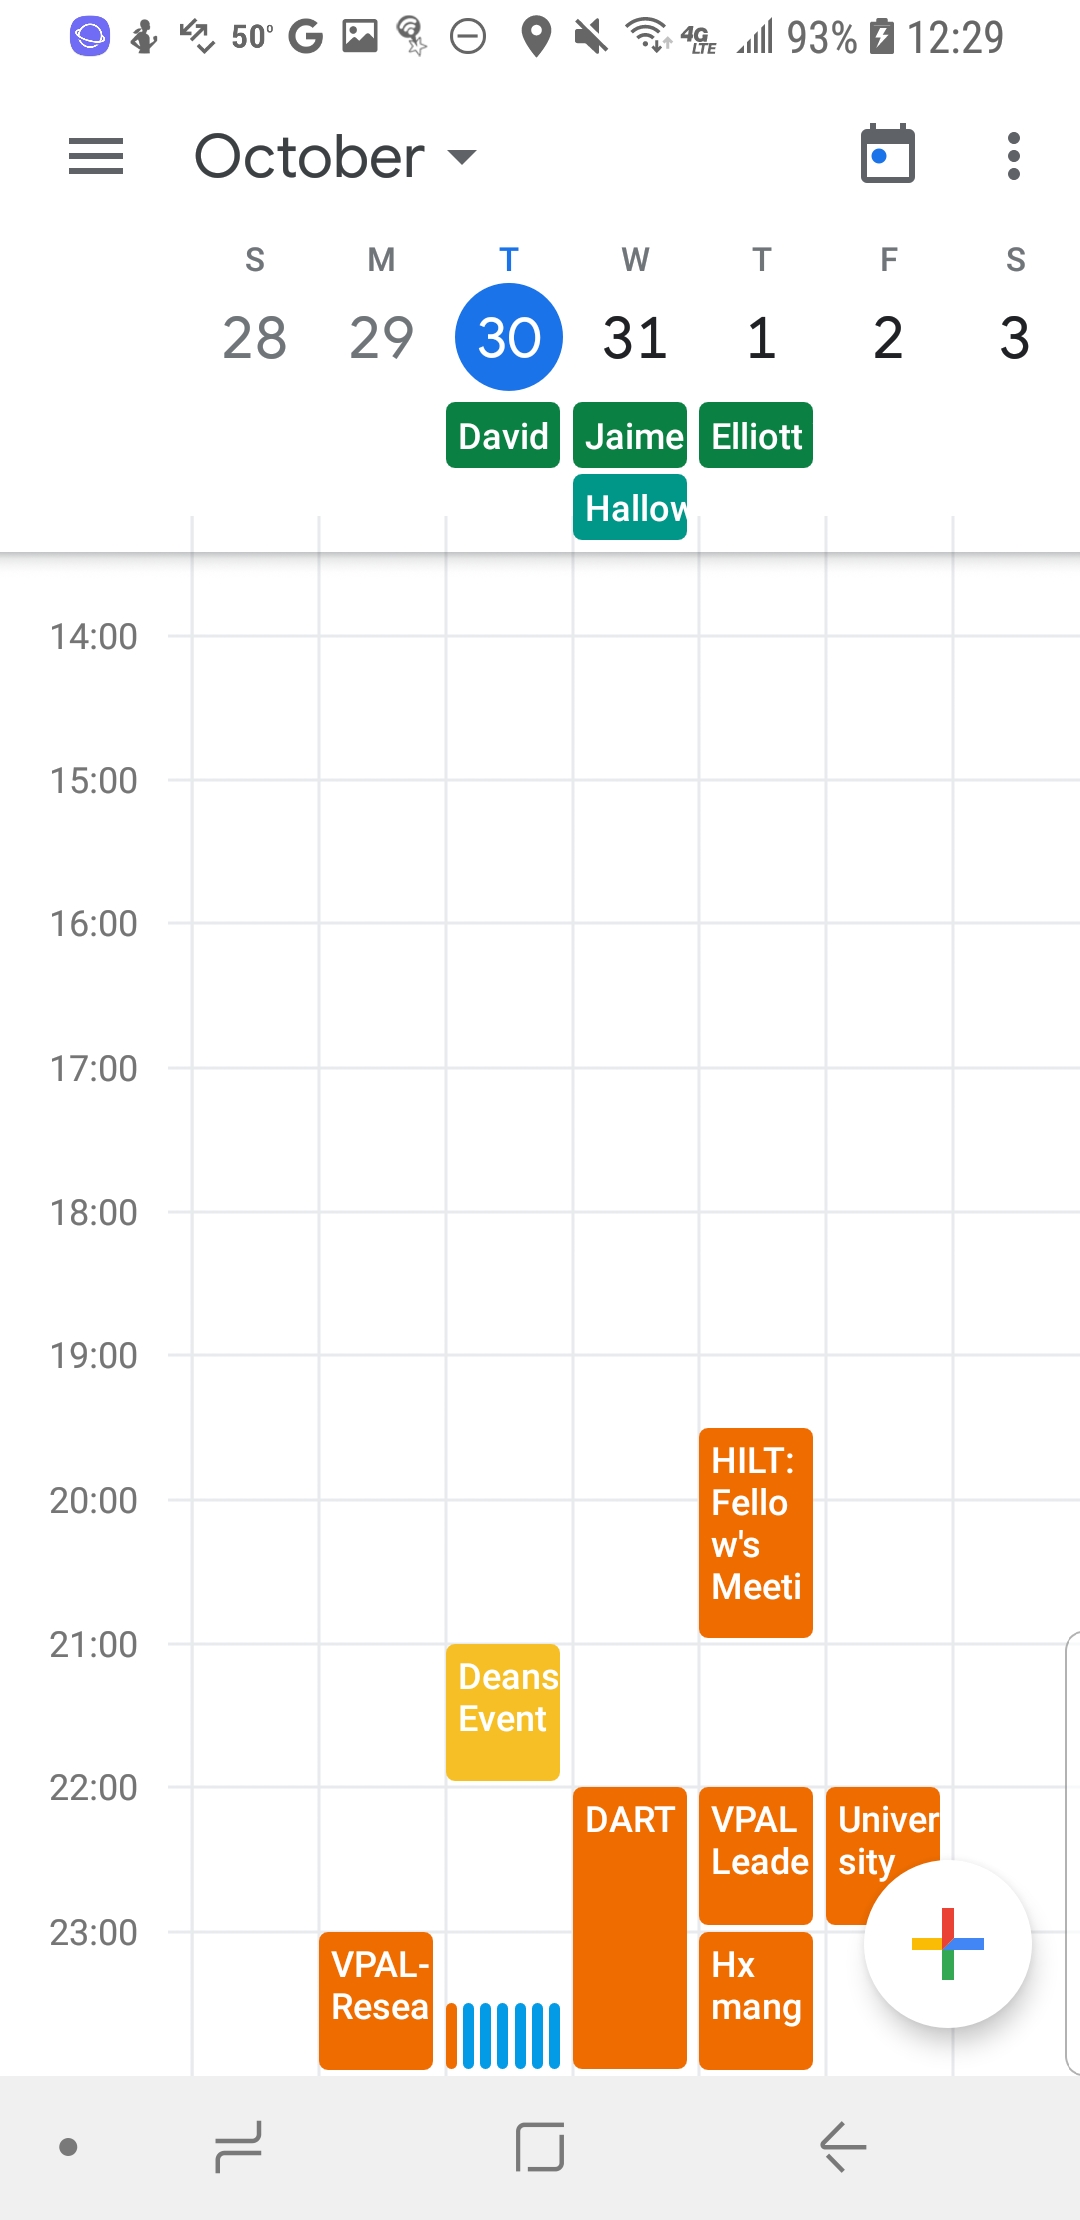 50° 4G LTE 93% 12:29
October
S M T W T F S
28 29 30 31 1 2 3
David Jaime Elliott
Hallow
14:00
15:00
16:00
17:00
18:00
19:00
HILT:
Fello
w's
Meeti
20:00
21:00
Deans
Event
22:00
DART
VPAL
Leade
Univer
sity
23:00
VPAL-
Resea
Hx
mang